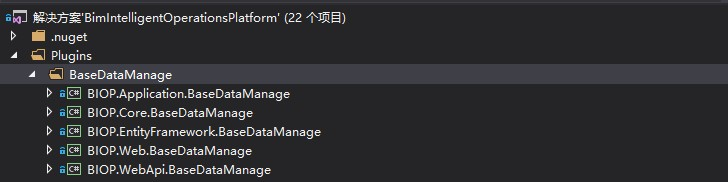 解决方案'BimIntelligentOperationsPlatform' (22 个项目)
.nuget
Plugins
BaseDataManage
C# BIOP.Application.BaseDataManage
C# BIOP.Core.BaseDataManage
C# BIOP.EntityFramework.BaseDataManage
C# BIOP.Web.BaseDataManage
C# BIOP.WebApi.BaseDataManage